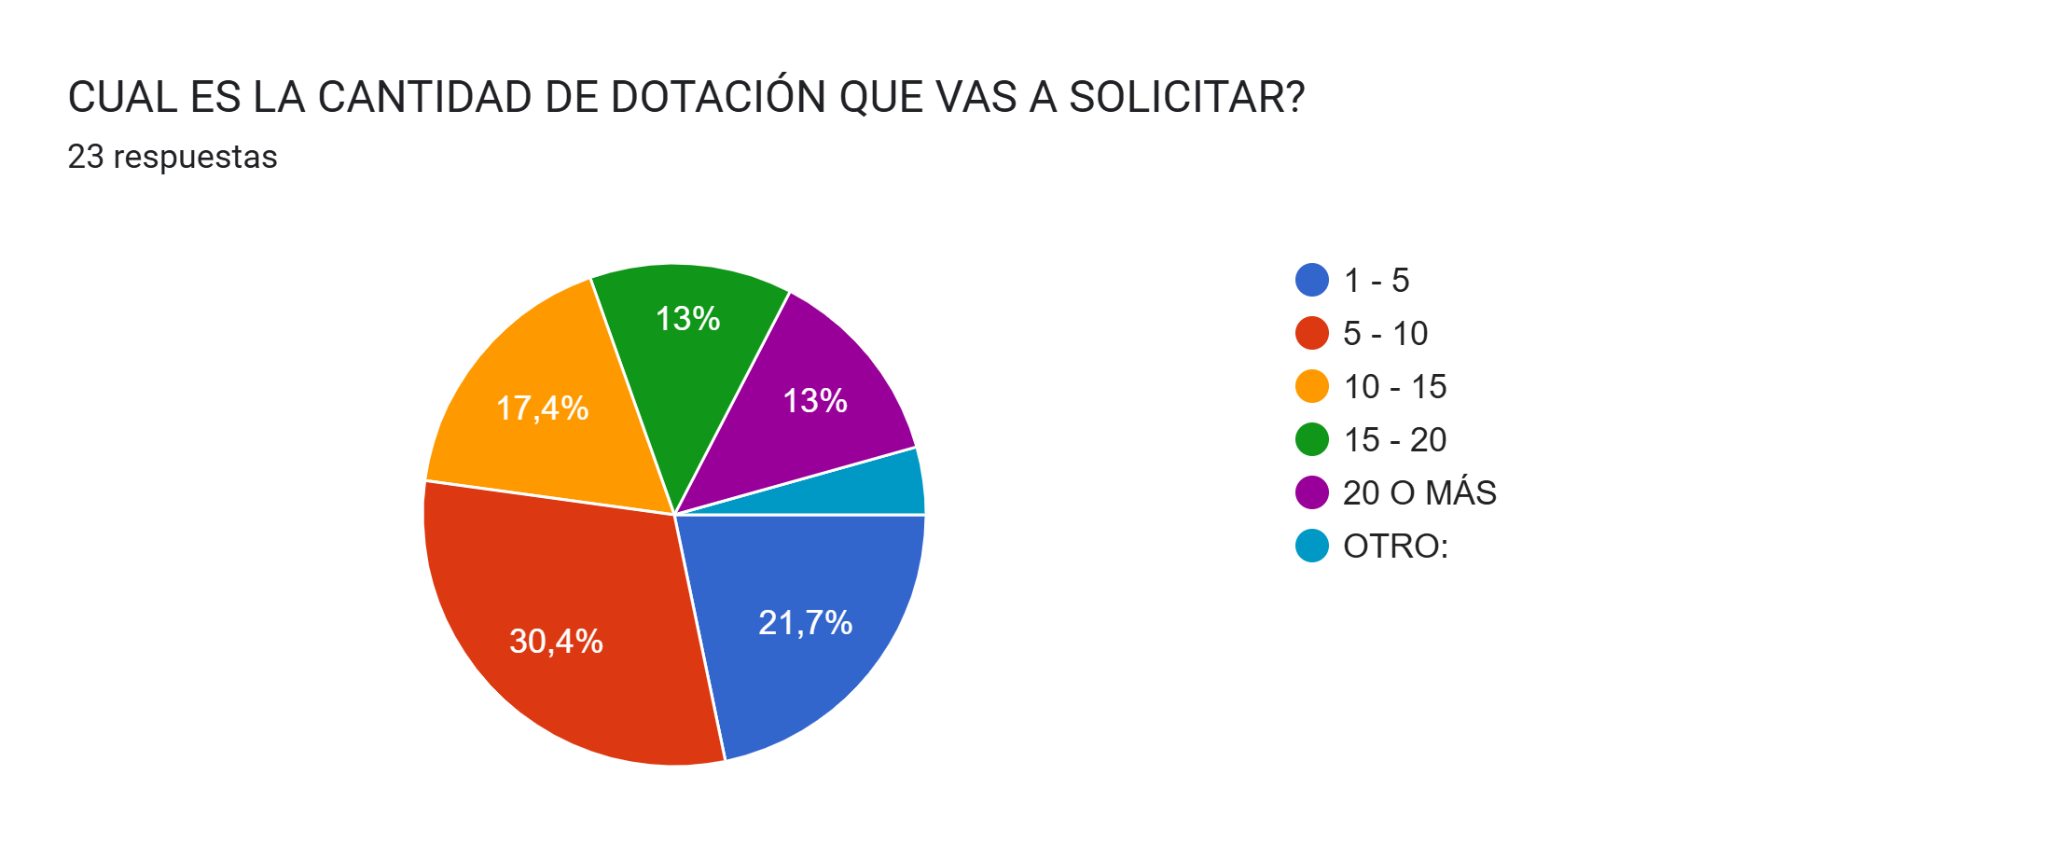 CUAL ES LA CANTIDAD DE DOTACIÓN QUE VAS A SOLICITAR?
23 respuestas
13%
13%
17,4%
30,4%
21,7%
1 - 5
5 - 10
10 - 15
15 - 20
20 O MÁS
OTRO: